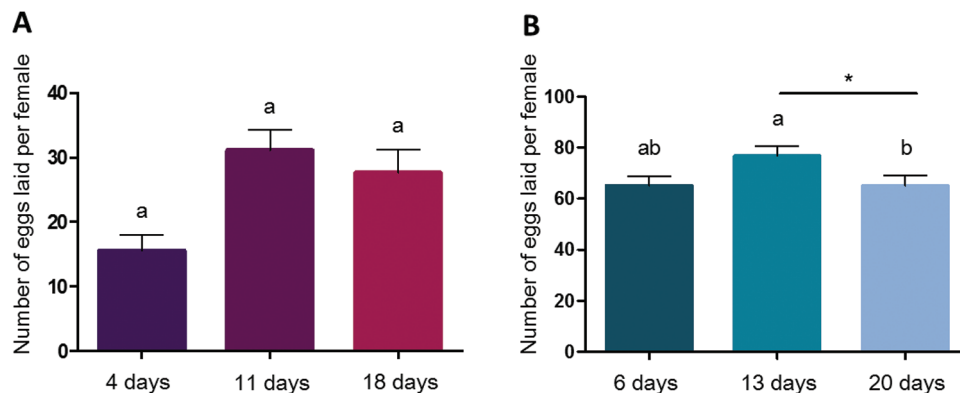 A
Number of eggs laid per female
40
30
20
10
0
a
a
a
4 days
11 days
18 days
B
Number of eggs laid per female
100
80
60
40
20
0
ab
a
b
*
6 days
13 days
20 days